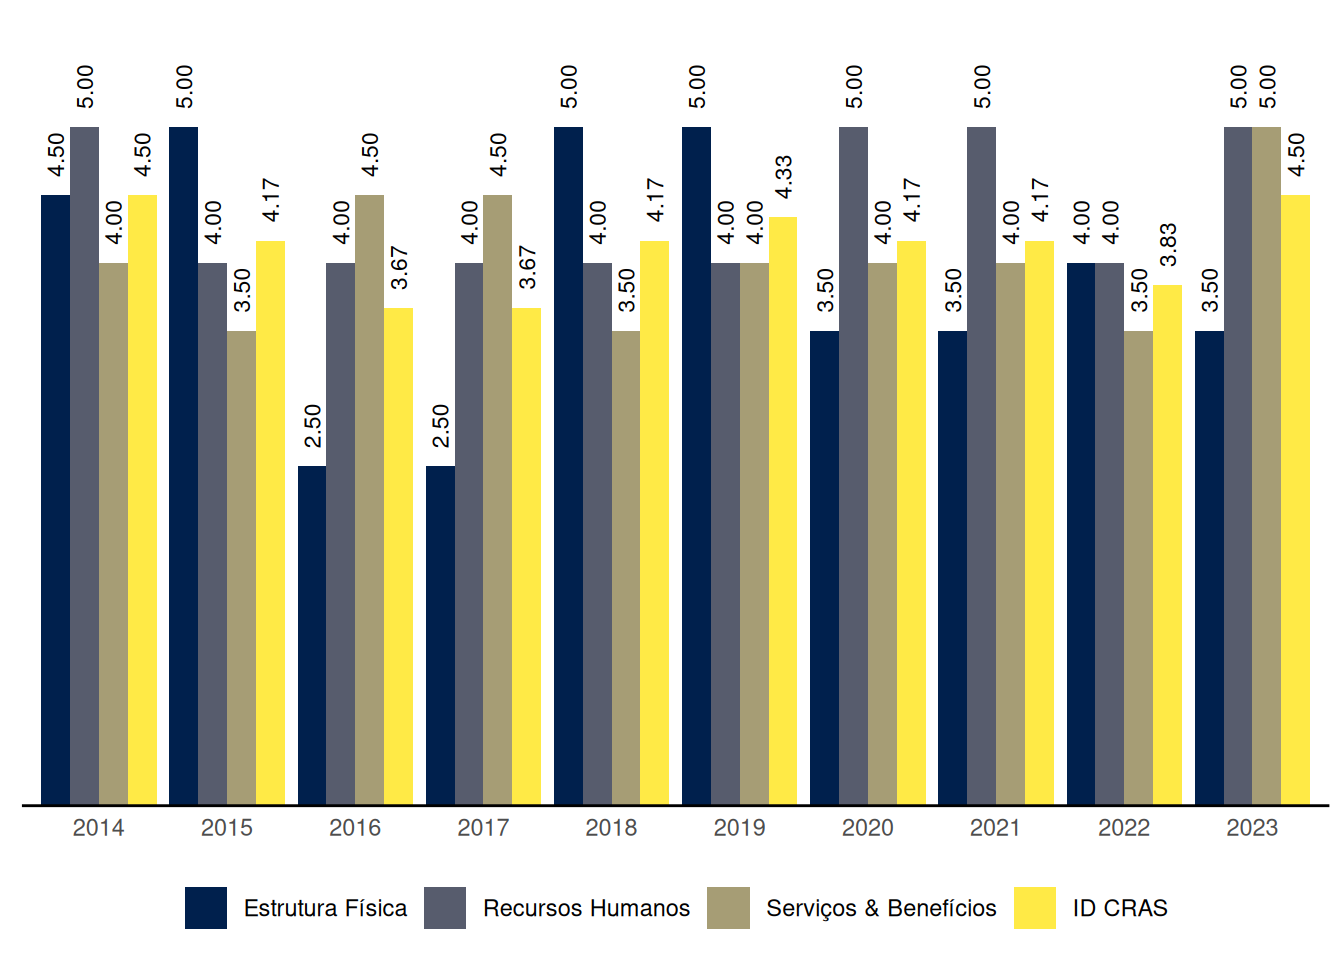 4.50 5.00 4.00 4.50
5.00 4.00 3.50 4.17
2.50 4.00 4.50 3.67
2.50 4.00 4.50 3.67
5.00 4.00 3.50 4.17
5.00 4.00 4.00 4.33
3.50 5.00 4.00 4.17
3.50 5.00 4.00 4.17
4.00 4.00 3.50 3.83
3.50 5.00 5.00 4.50
2014 2015 2016 2017 2018 2019 2020 2021 2022 2023
Estrutura Física Recursos Humanos Serviços & Benefícios ID CRAS